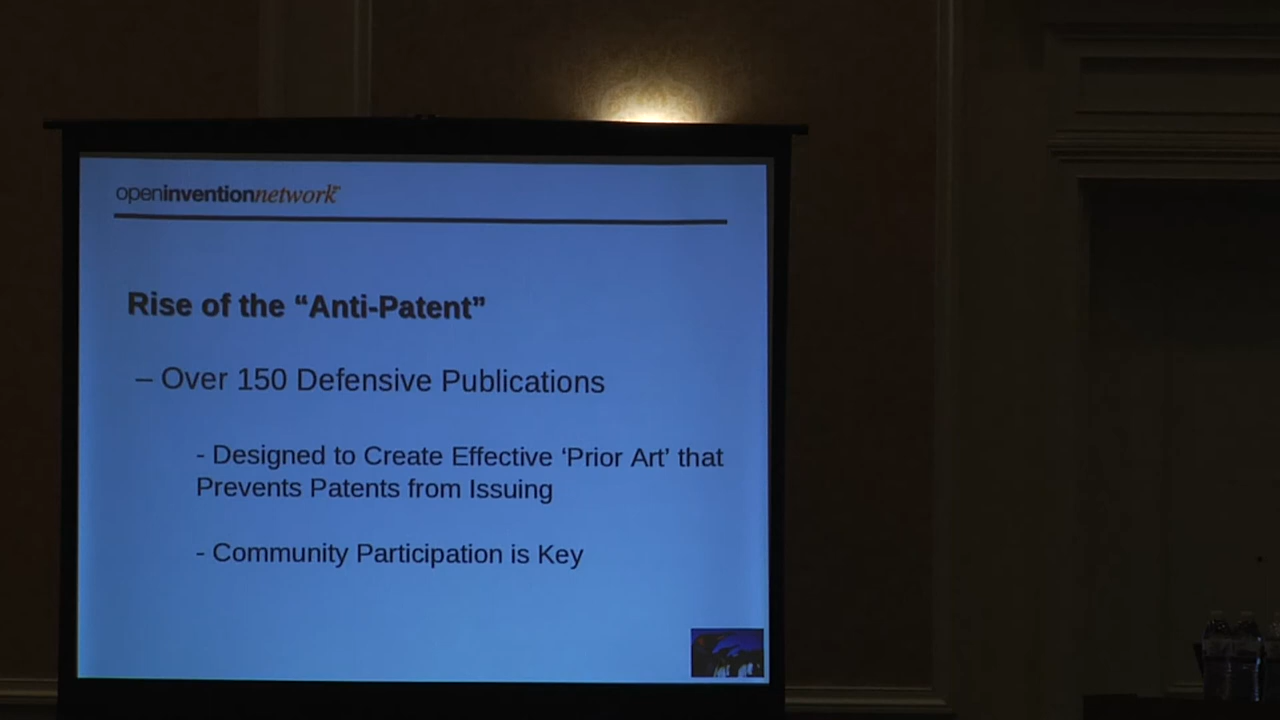 openinventionnetwork
Rise of the “Anti-Patent”
– Over 150 Defensive Publications
- Designed to Create Effective ‘Prior Art’ that
Prevents Patents from Issuing
- Community Participation is Key